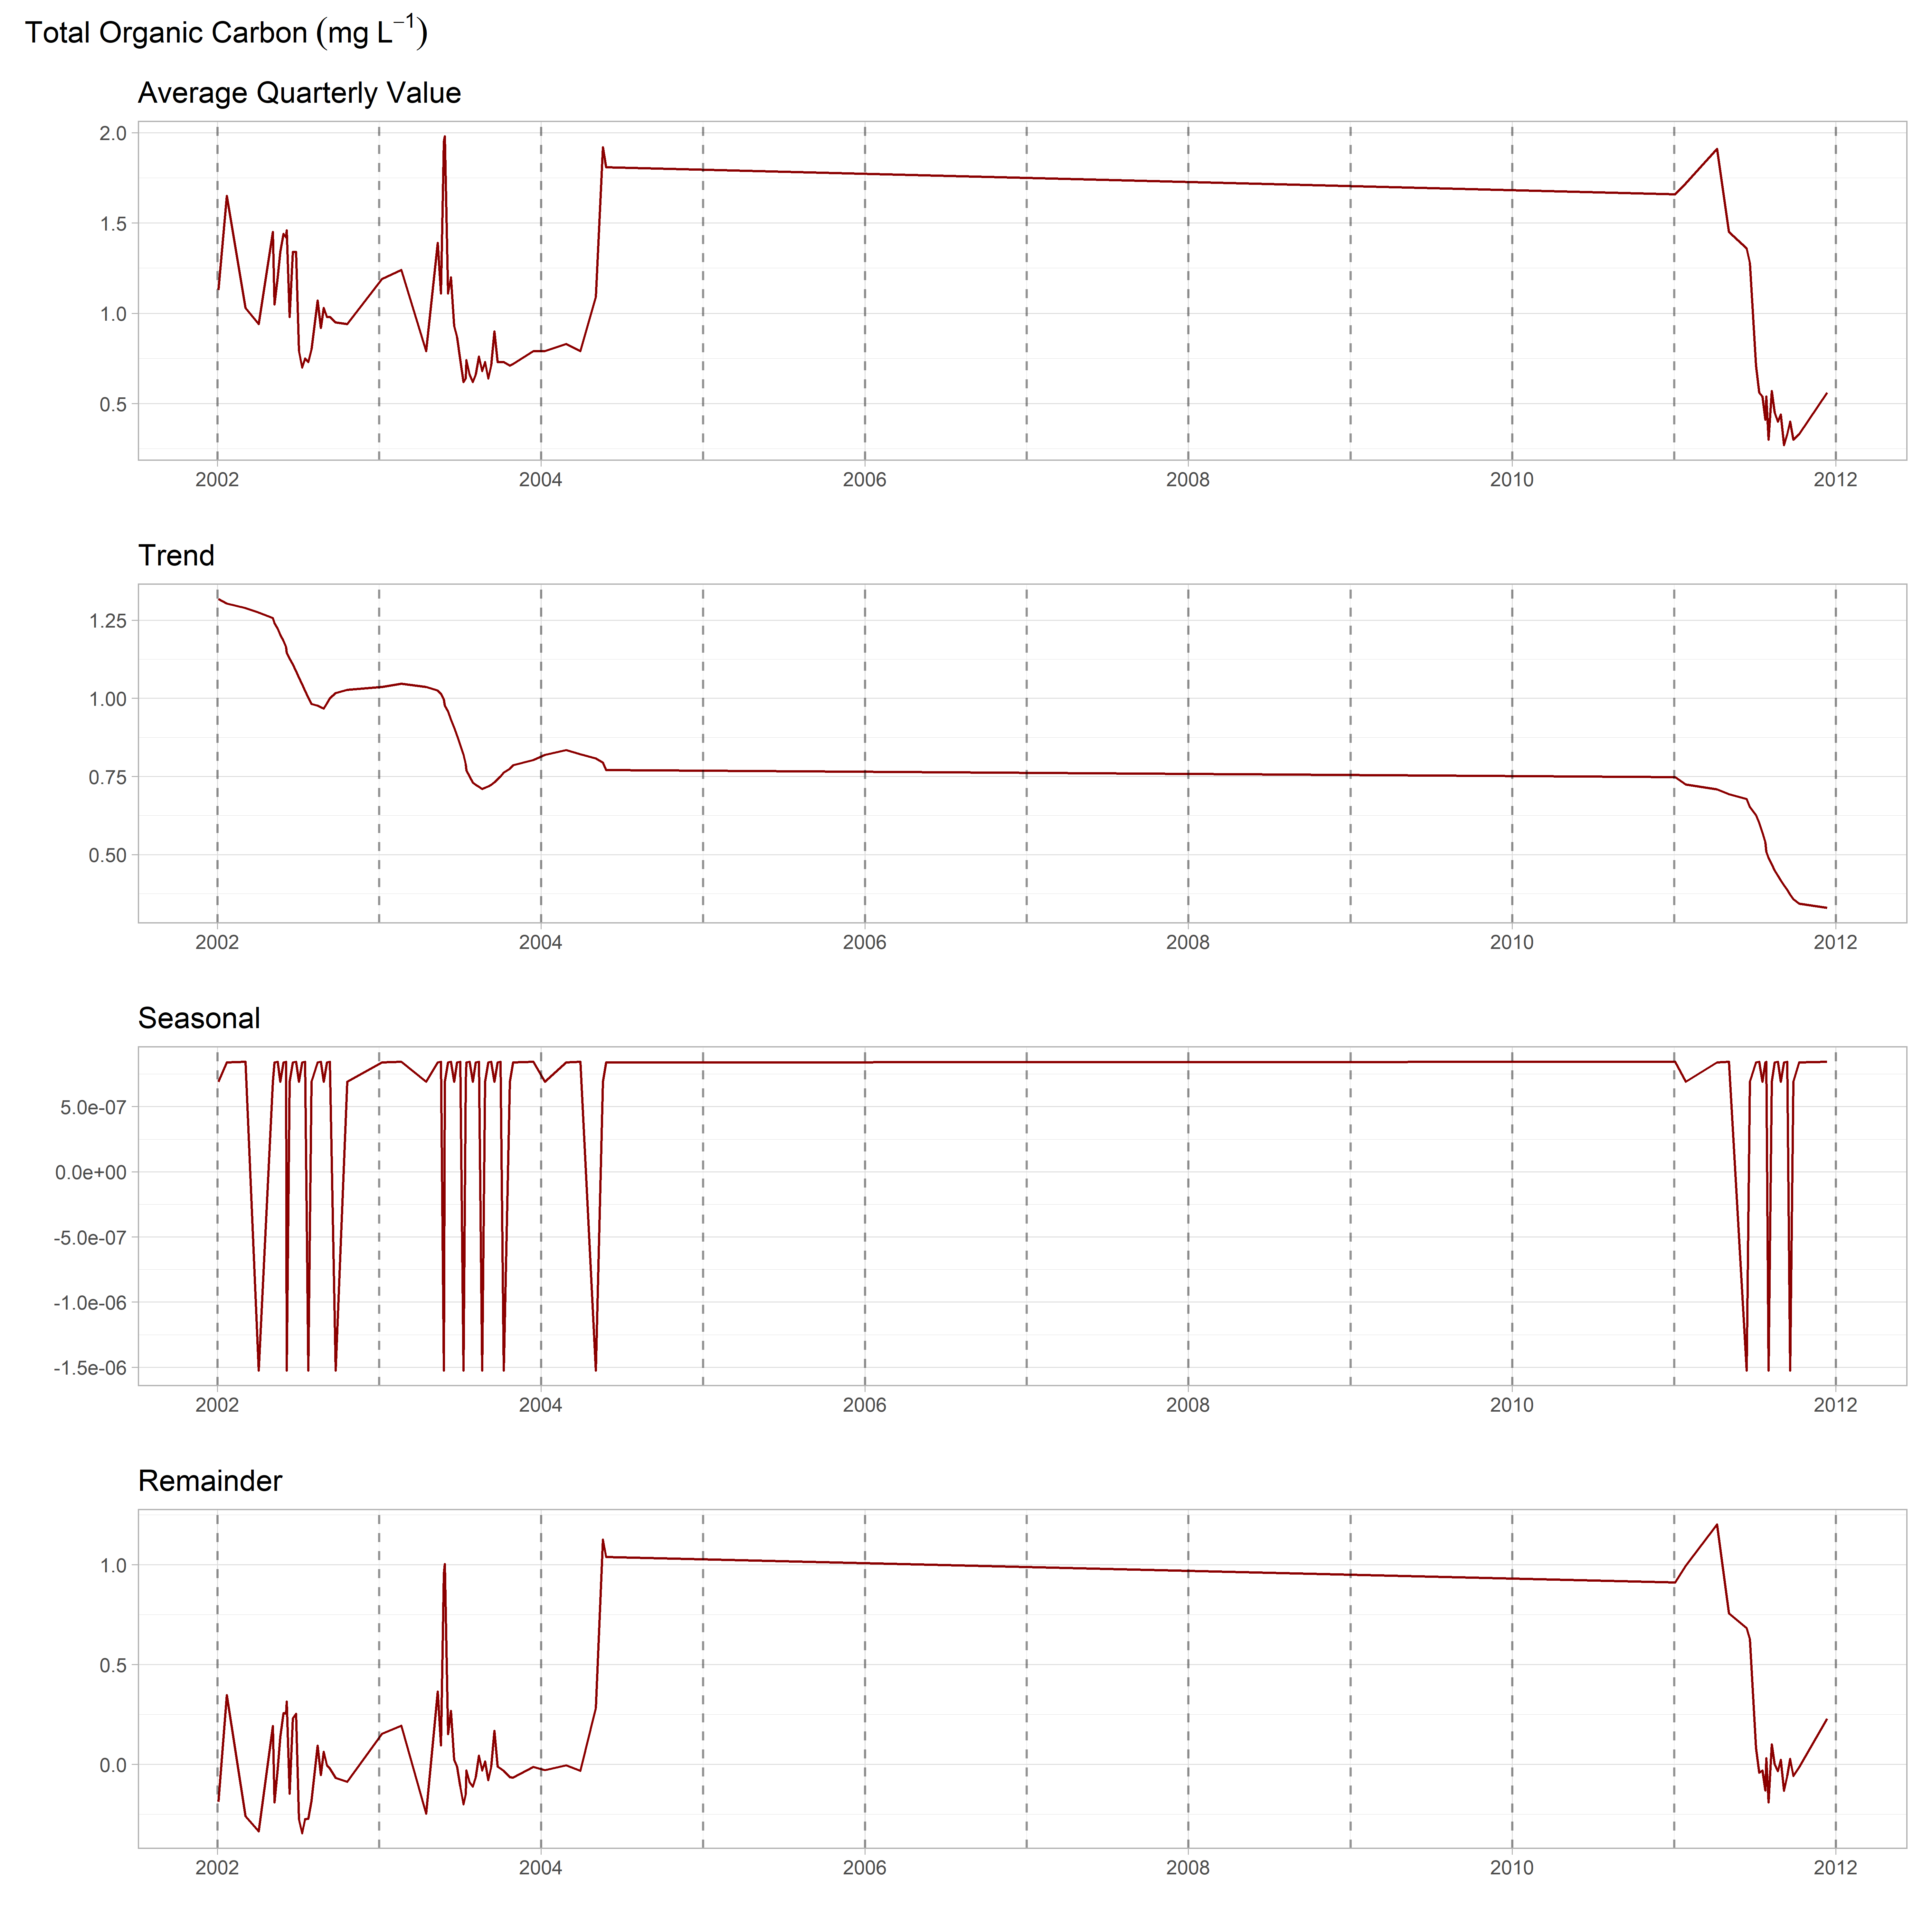 Total Organic Carbon (mg L⁻¹)
Average Quarterly Value
2.0
1.5
1.0
0.5
2002 2004 2006 2008 2010 2012
Trend
1.25
1.00
0.75
0.50
2002 2004 2006 2008 2010 2012
Seasonal
5.0e-07
0.0e+00
-5.0e-07
-1.0e-06
-1.5e-06
2002 2004 2006 2008 2010 2012
Remainder
1.0
0.5
0.0
2002 2004 2006 2008 2010 2012